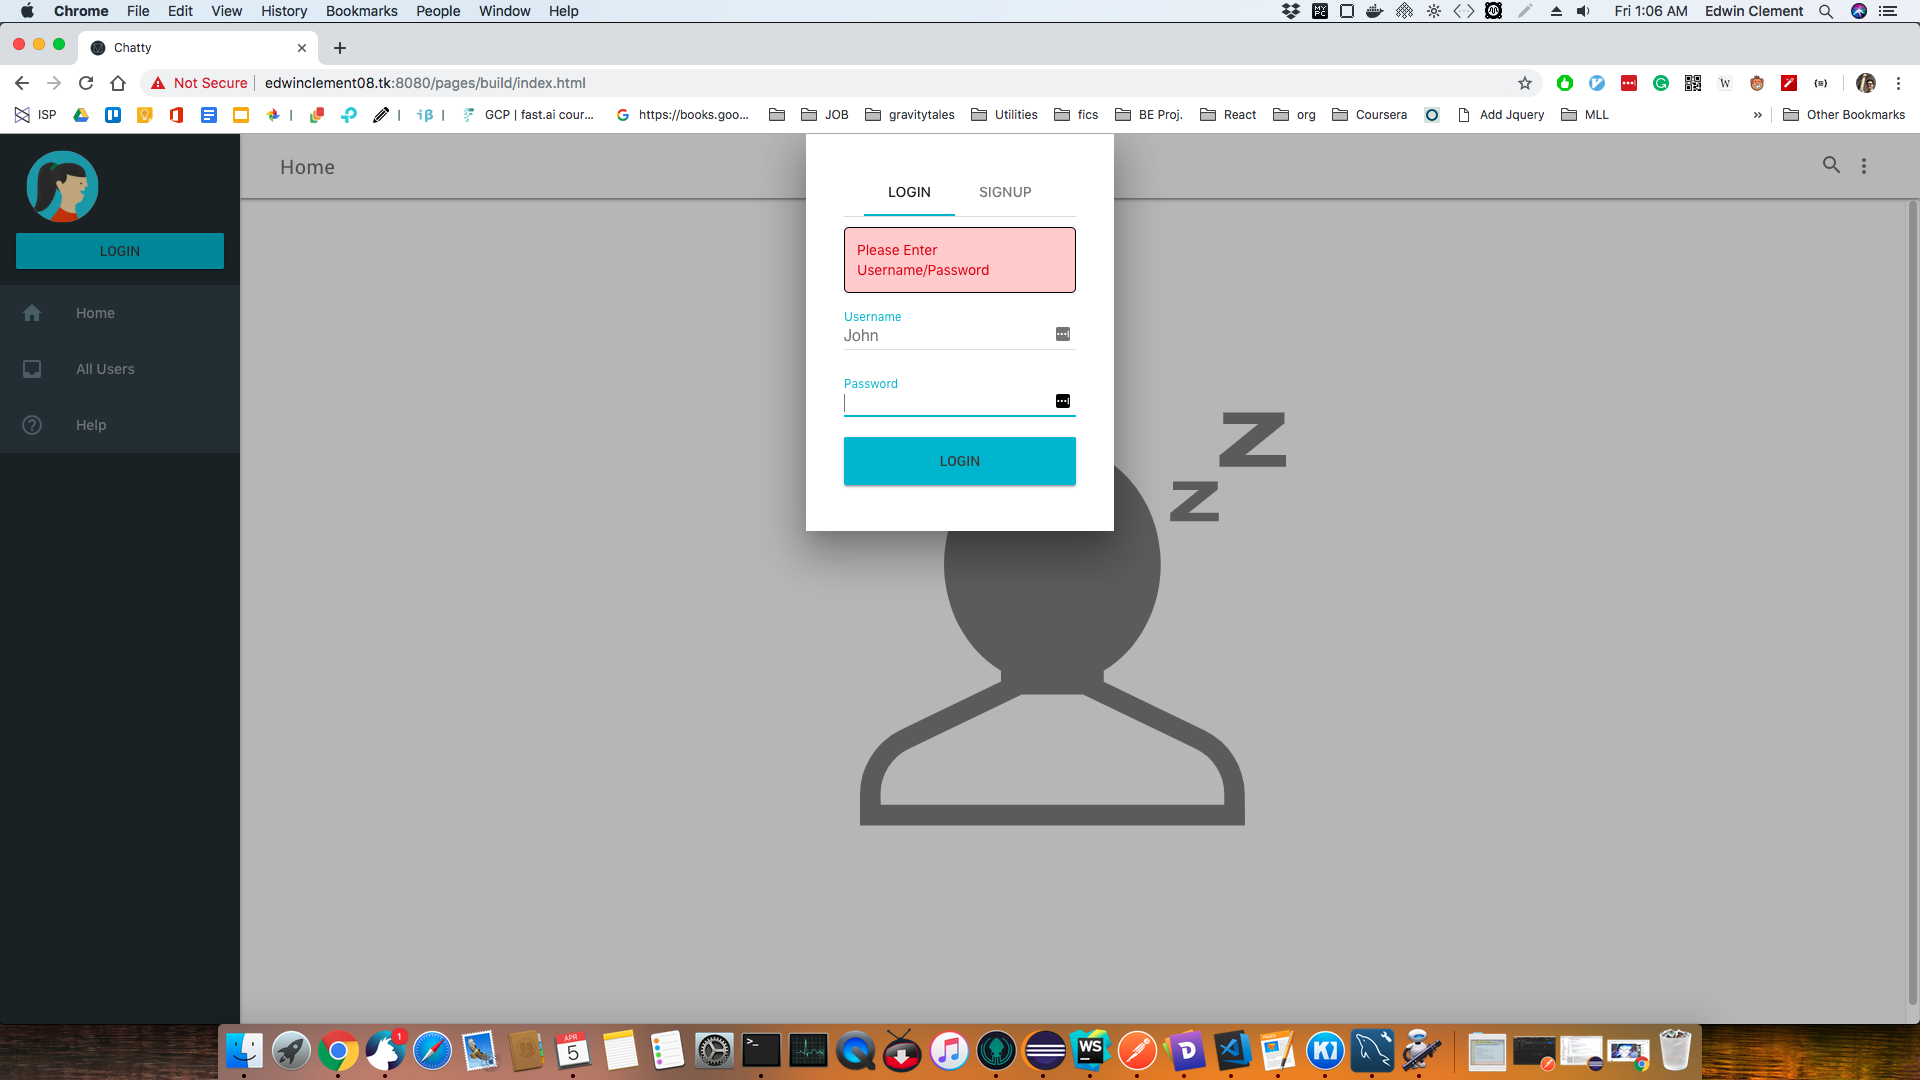 Chrome File Edit View History Bookmarks People Window Help
Fri 1:06 AM Edwin Clement
Chatty
Not Secure edwinclement08.tk:8080/pages/build/index.html
ISP
GCP | fast.ai cour...
https://books.goo...
JOB
gravitytales
Utilities
fics
BE Proj.
React
org
Coursera
Add Jquery
MLL
» Other Bookmarks
LOGIN
Home
All Users
Help
Home
LOGIN SIGNUP
Please Enter
Username/Password
Username
John
Password
LOGIN
z
z
1
APR
5
WS
D
K1